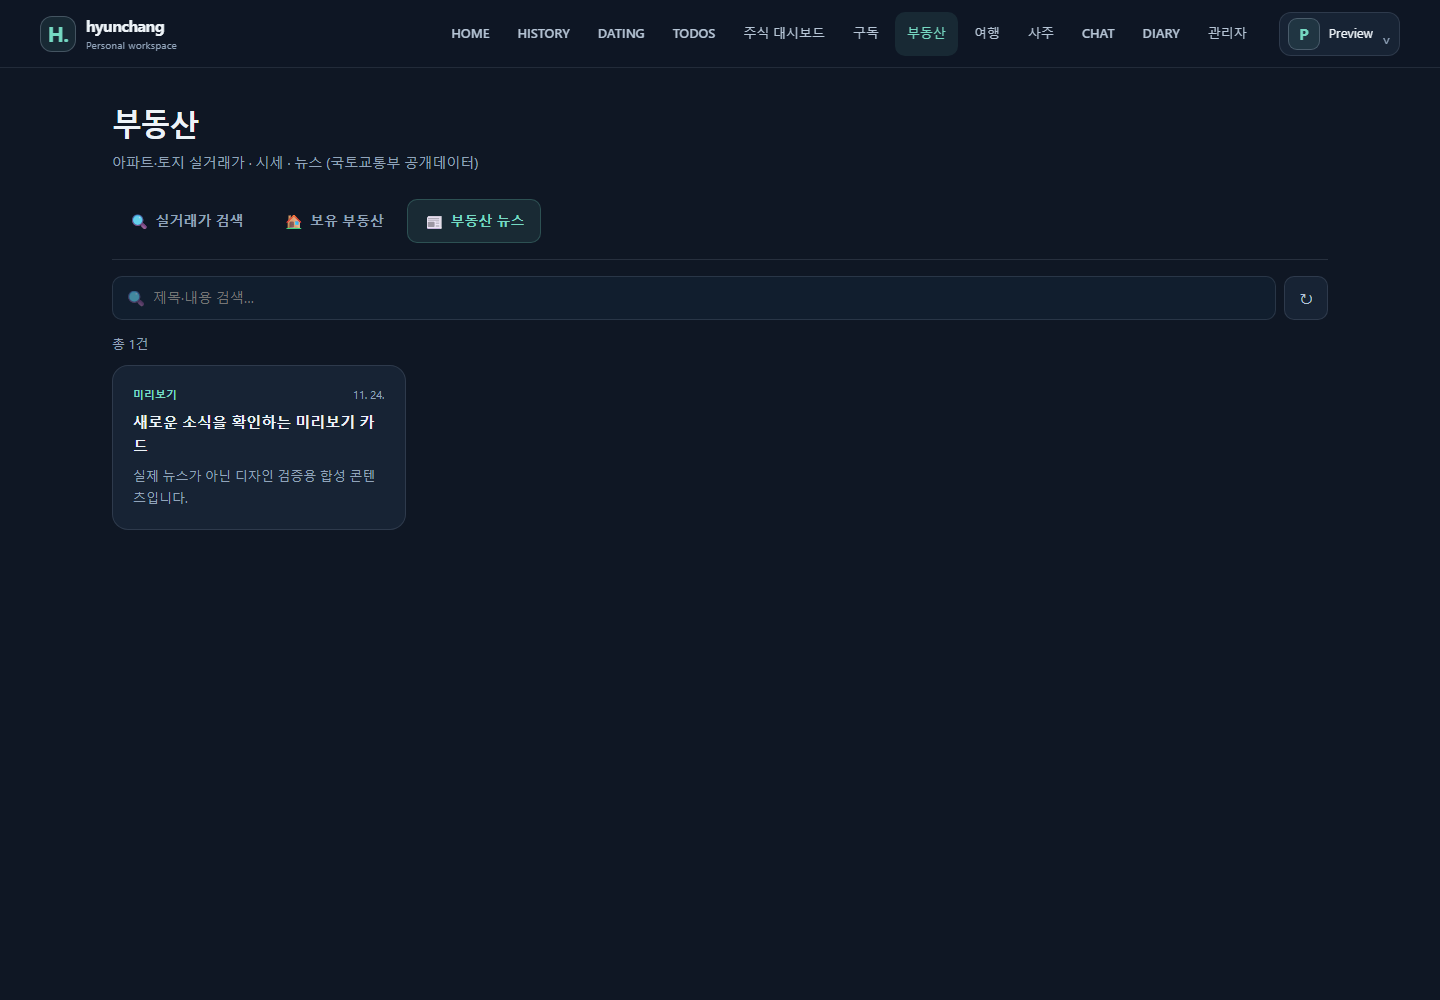 H.
hyunchang
Personal workspace
HOME
HISTORY
DATING
TODOS
주식 대시보드
구독
부동산
여행
사주
CHAT
DIARY
관리자
P
Preview
v
부동산
아파트·토지 실거래가 · 시세 · 뉴스 (국토교통부 공개데이터)
실거래가 검색
보유 부동산
부동산 뉴스
제목·내용 검색...
↻
총 1건
미리보기
11. 24.
새로운 소식을 확인하는 미리보기 카
드
실제 뉴스가 아닌 디자인 검증용 합성 콘텐
츠입니다.